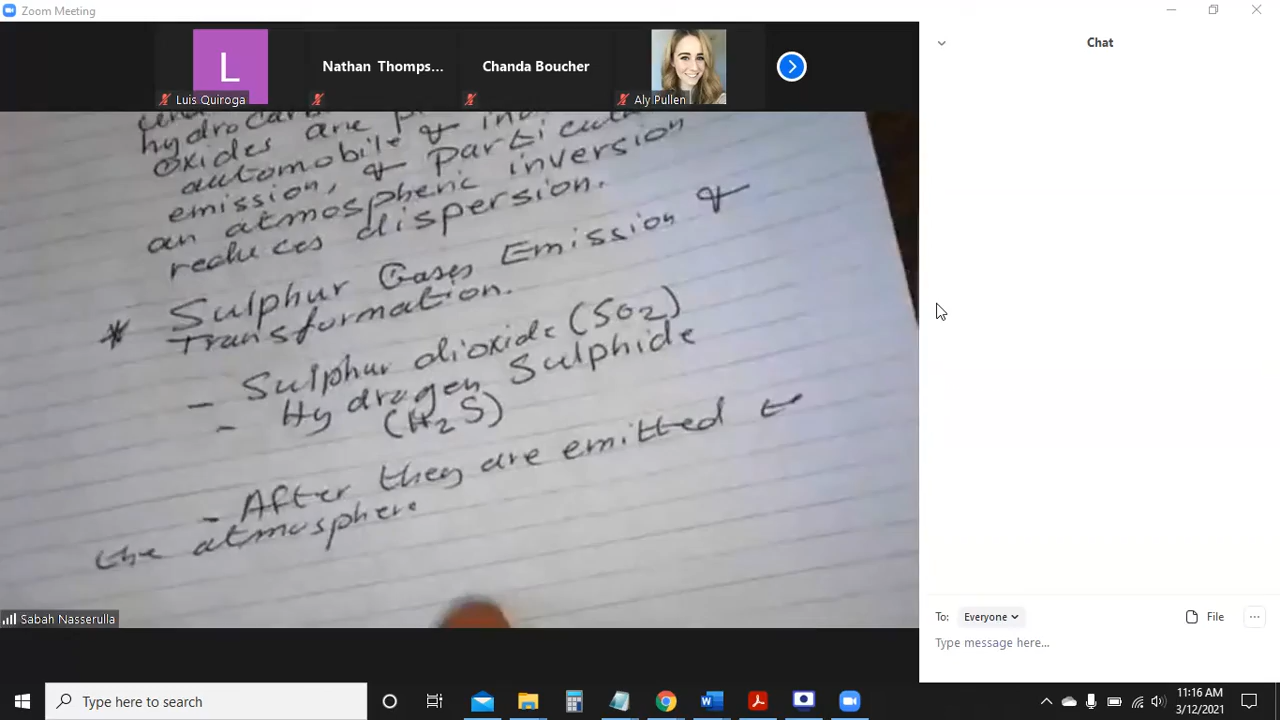 Zoom Meeting
Chat
L
Nathan Thomps...
Chanda Boucher
Luis Quiroga
Aly Pullen
hydrocar
oxides are
automobile &
emission, & Particul
an atmospheric inversion
reduces dispersion.
* Sulphur Gases Emission &
Transformation.
- Sulphur dioxide (SO2)
- Hydrogen Sulphide
(H2S)
- After they are emitted to
the atmosphere
Sabah Nasserulla
To: Everyone
File
Type message here...
Type here to search
11:16 AM
3/12/2021